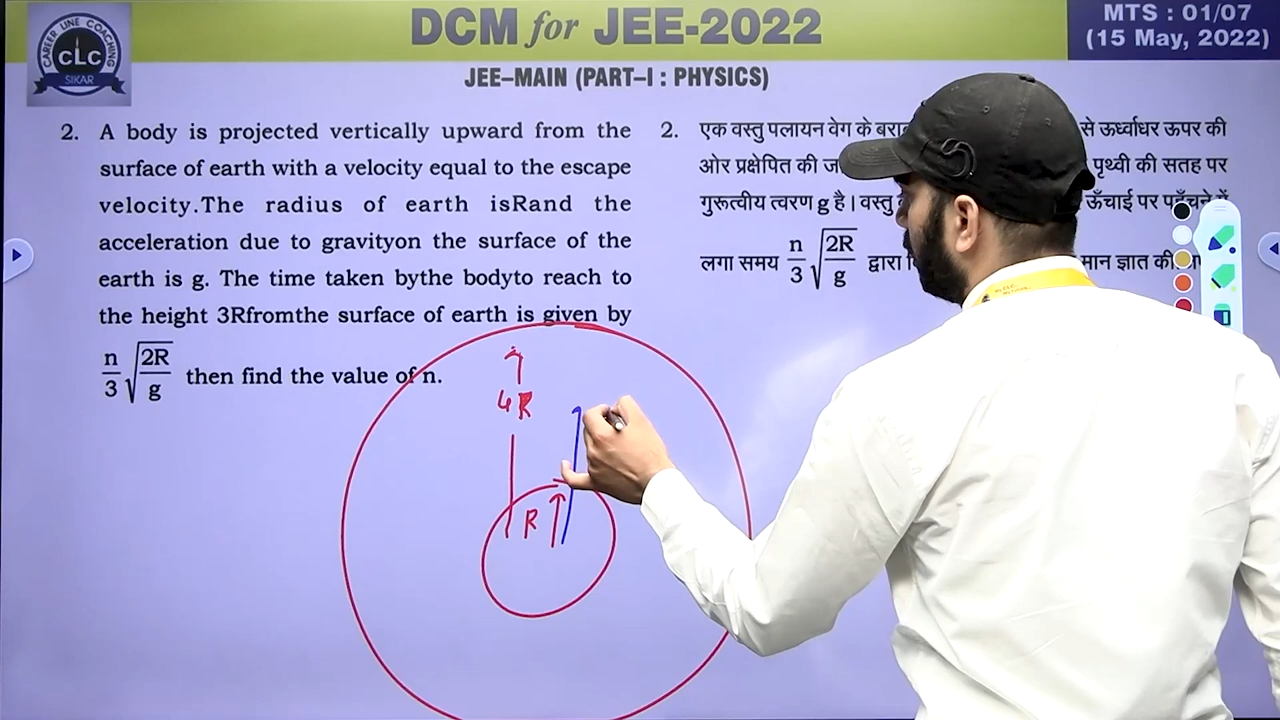 DCM for JEE-2022
MTS : 01/07
(15 May, 2022)
CAREER LINE COACHING
CLC
SIKAR
JEE–MAIN (PART–I : PHYSICS)
2. A body is projected vertically upward from the
surface of earth with a velocity equal to the escape
velocity.The radius of earth isRand the
acceleration due to gravityon the surface of the
earth is g. The time taken bythe bodyto reach to
the height 3Rfromthe surface of earth is given by
n/3 √(2R/g) then find the value of n.
2. एक वस्तु पलायन वेग के से ऊर्ध्वाधर ऊपर की
ओर प्रक्षेपित की पृथ्वी की सतह पर
गुरूत्वीय त्वरण g है। वस्तु ऊँचाई पर पहुँचने में
लगा समय n/3 √(2R/g) द्वारा मान ज्ञात
4R
R